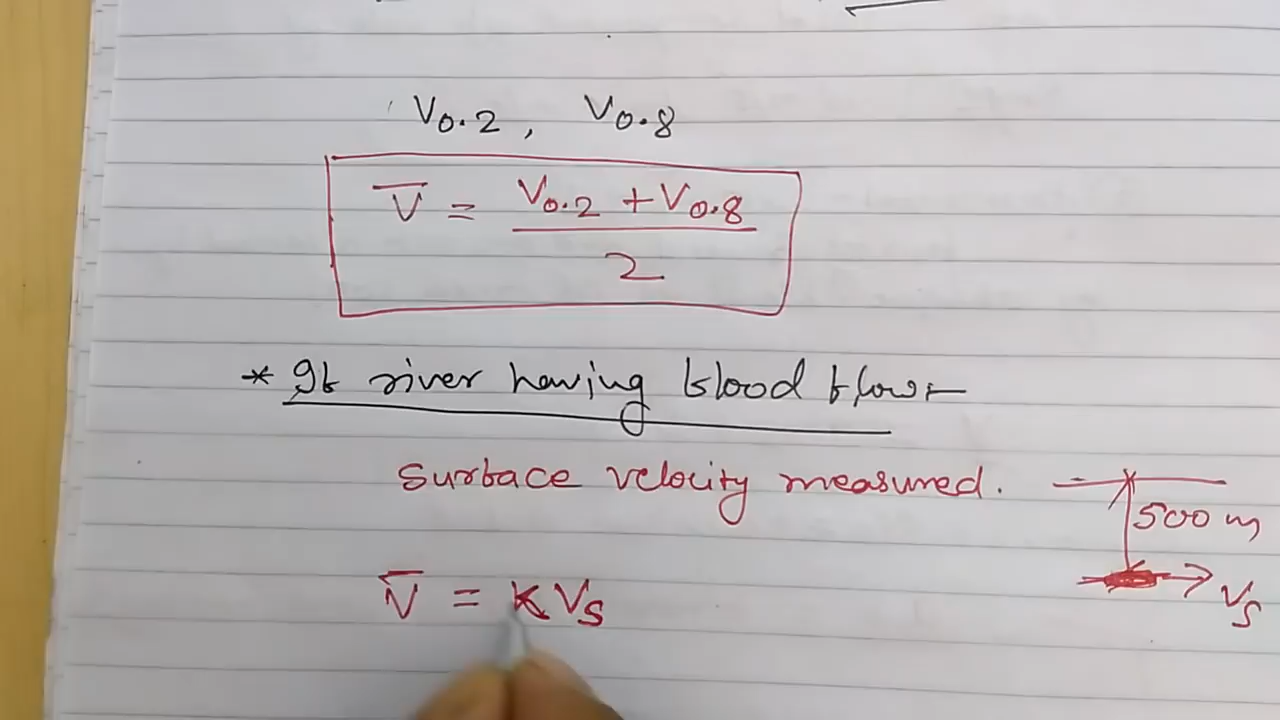 V0.2 , V0.8
V̅ = (V0.2 + V0.8) / 2
* If river having flood flow :-
Surface velocity measured.
500 m
Vs
V̅ = K Vs